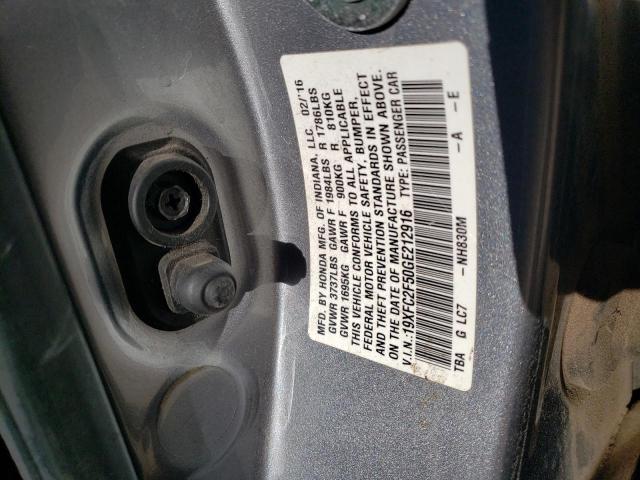 MFD. BY HONDA MFG. OF INDIANA, LLC 02/'16
GVWR 3737LBS GAWR F 1984LBS R 1786LBS
GVWR 1695KG GAWR F 900KG R 810KG
THIS VEHICLE CONFORMS TO ALL APPLICABLE
FEDERAL MOTOR VEHICLE SAFETY, BUMPER,
AND THEFT PREVENTION STANDARDS IN EFFECT
ON THE DATE OF MANUFACTURE SHOWN ABOVE.
V.I.N.:19XFC2F50GE212916 TYPE: PASSENGER CAR
TBA G LC7 -NH830M -A -E